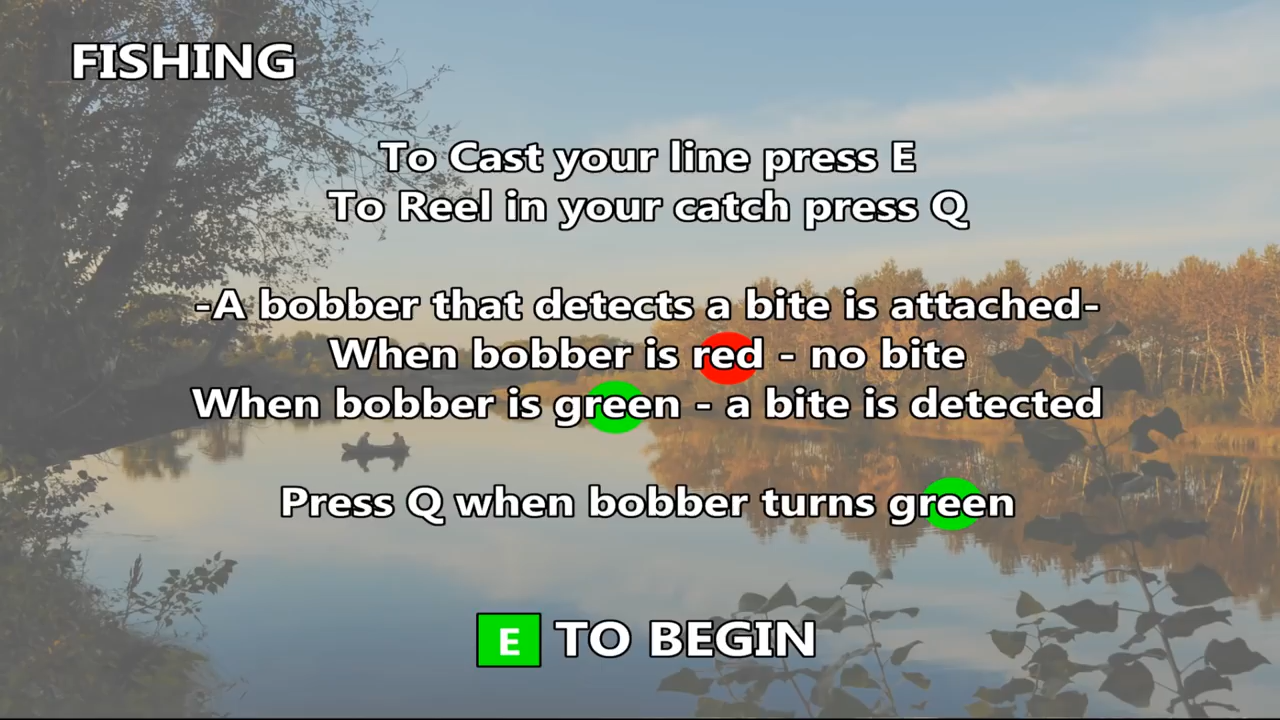 FISHING
To Cast your line press E
To Reel in your catch press Q
-A bobber that detects a bite is attached-
When bobber is red - no bite
When bobber is green - a bite is detected
Press Q when bobber turns green
E TO BEGIN